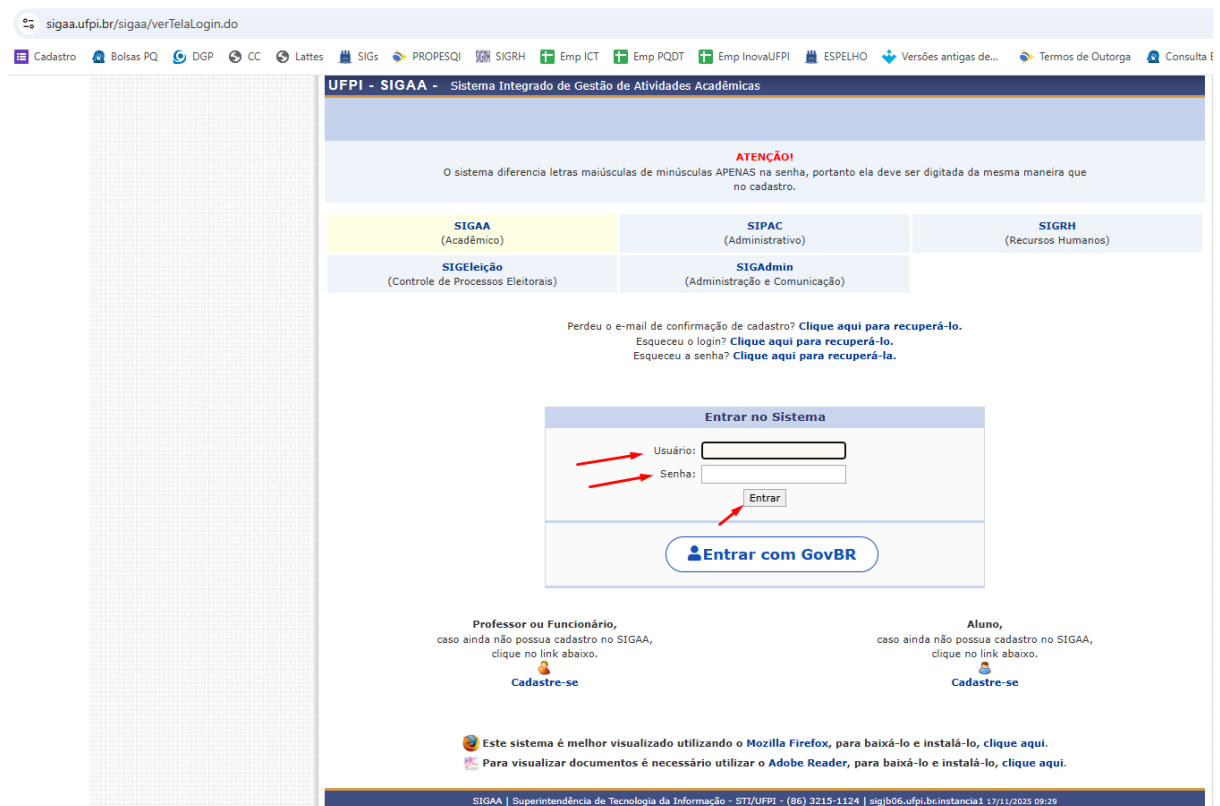 sigaa.ufpi.br/sigaa/verTelaLogin.do
Cadastro Bolsas PQ DGP CC Lattes SIGs PROPESQI SIGRH Emp ICT Emp PQDT Emp InovaUFPI ESPELHO Versões antigas de... Termos de Outorga Consulta
UFPI - SIGAA - Sistema Integrado de Gestão de Atividades Acadêmicas
ATENÇÃO!
O sistema diferencia letras maiúsculas de minúsculas APENAS na senha, portanto ela deve ser digitada da mesma maneira que
no cadastro.
SIGAA SIPAC SIGRH
(Acadêmico) (Administrativo) (Recursos Humanos)
SIGEleição SIGAdmin
(Controle de Processos Eleitorais) (Administração e Comunicação)
Perdeu o e-mail de confirmação de cadastro? Clique aqui para recuperá-lo.
Esqueceu o login? Clique aqui para recuperá-lo.
Esqueceu a senha? Clique aqui para recuperá-la.
Entrar no Sistema
Usuário:
Senha:
Entrar
Entrar com GovBR
Professor ou Funcionário,
caso ainda não possua cadastro no SIGAA,
clique no link abaixo.
Cadastre-se
Aluno,
caso ainda não possua cadastro no SIGAA,
clique no link abaixo.
Cadastre-se
Este sistema é melhor visualizado utilizando o Mozilla Firefox, para baixá-lo e instalá-lo, clique aqui.
Para visualizar documentos é necessário utilizar o Adobe Reader, para baixá-lo e instalá-lo, clique aqui.
SIGAA | Superintendência de Tecnologia da Informação - STI/UFPI - (86) 3215-1124 | sigjb06.ufpi.br.instancia1 17/11/2025 09:29